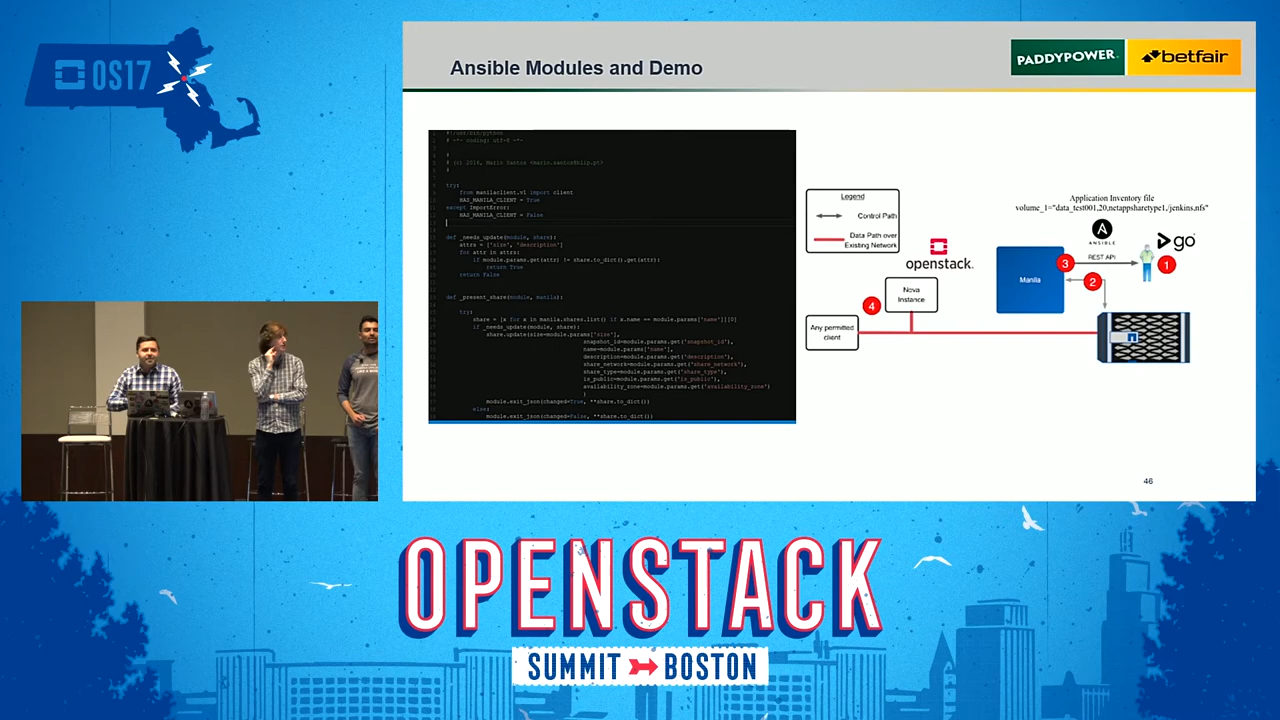 OS17
Ansible Modules and Demo
PADDYPOWER.
betfair
#!/usr/bin/python
# -*- coding: utf-8 -*-
#
# (c) 2016, Mario Santos <mario.santos@blip.pt>
#
try:
from manilaclient.v1 import client
HAS_MANILA_CLIENT = True
except ImportError:
HAS_MANILA_CLIENT = False
def _needs_update(module, share):
attrs = ['size', 'description']
for attr in attrs:
if module.params.get(attr) != share.to_dict().get(attr):
return True
return False
def _present_share(module, manila):
try:
share = [x for x in manila.shares.list() if x.name == module.params['name']][0]
if _needs_update(module, share):
share.update(size=module.params['size'],
snapshot_id=module.params.get('snapshot_id'),
name=module.params['name'],
description=module.params.get('description'),
share_network=module.params.get('share_network'),
share_type=module.params.get('share_type'),
is_public=module.params.get('is_public'),
availability_zone=module.params.get('availability_zone')
)
module.exit_json(changed=True, **share.to_dict())
else:
module.exit_json(changed=False, **share.to_dict())
Legend
Control Path
Data Path over
Existing Network
Application Inventory file
volume_1="data_test001,20,netappsharetype1,/jenkins,nfs"
ANSIBLE
go
openstack.
REST API
3
1
2
Manila
Nova
Instance
4
Any permitted
client
46
OPENSTACK
SUMMIT BOSTON